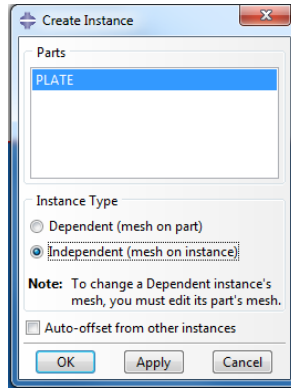 Create Instance
Parts
PLATE
Instance Type
Dependent (mesh on part)
Independent (mesh on instance)
Note: To change a Dependent instance's
mesh, you must edit its part's mesh.
Auto-offset from other instances
OK Apply Cancel